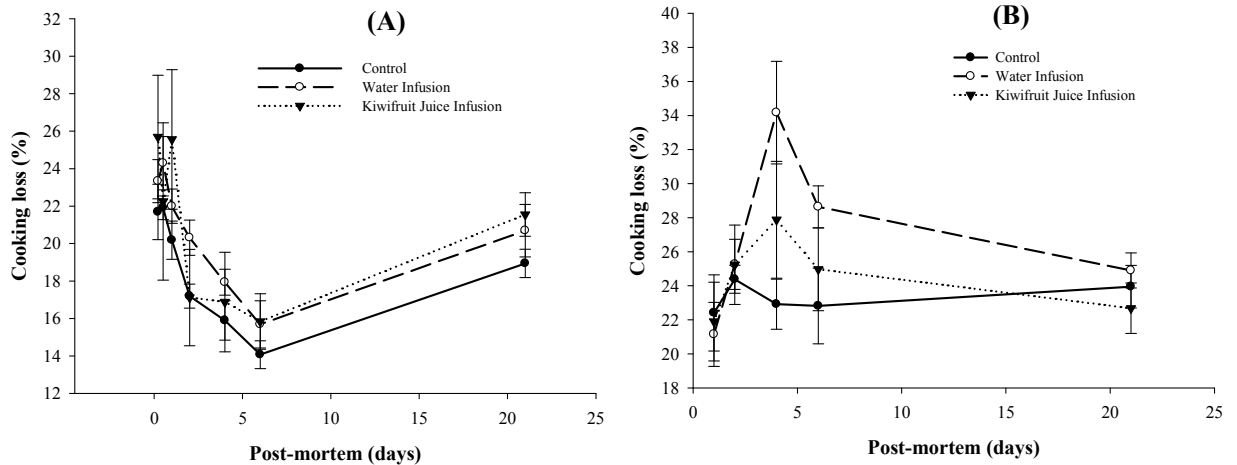 (A)
Control
Water Infusion
Kiwifruit Juice Infusion
Cooking loss (%)
32
30
28
26
24
22
20
18
16
14
12
0
5
10
15
20
25
Post-mortem (days)
(B)
Control
Water Infusion
Kiwifruit Juice Infusion
Cooking loss (%)
40
38
36
34
32
30
28
26
24
22
20
18
0
5
10
15
20
25
Post-mortem (days)